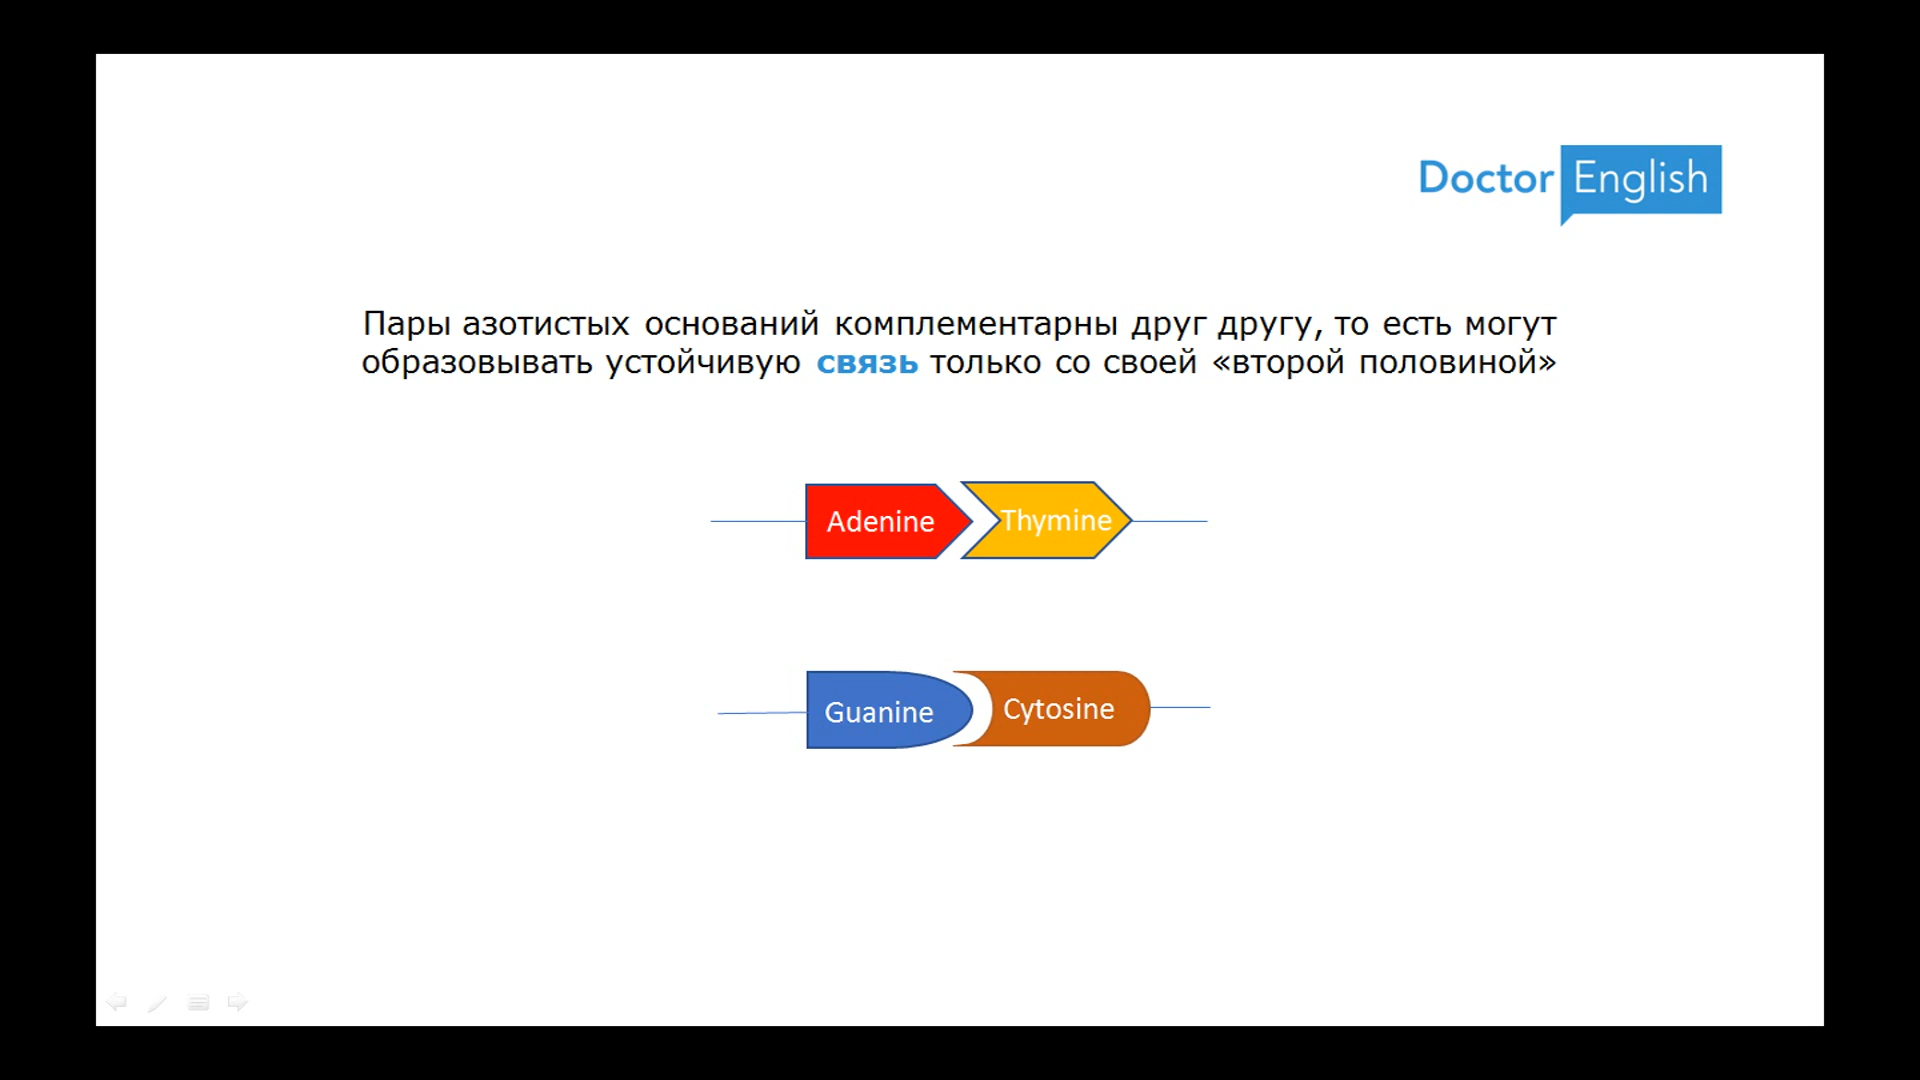 Doctor English
Пары азотистых оснований комплементарны друг другу, то есть могут
образовывать устойчивую связь только со своей «второй половиной»
Adenine Thymine
Guanine Cytosine